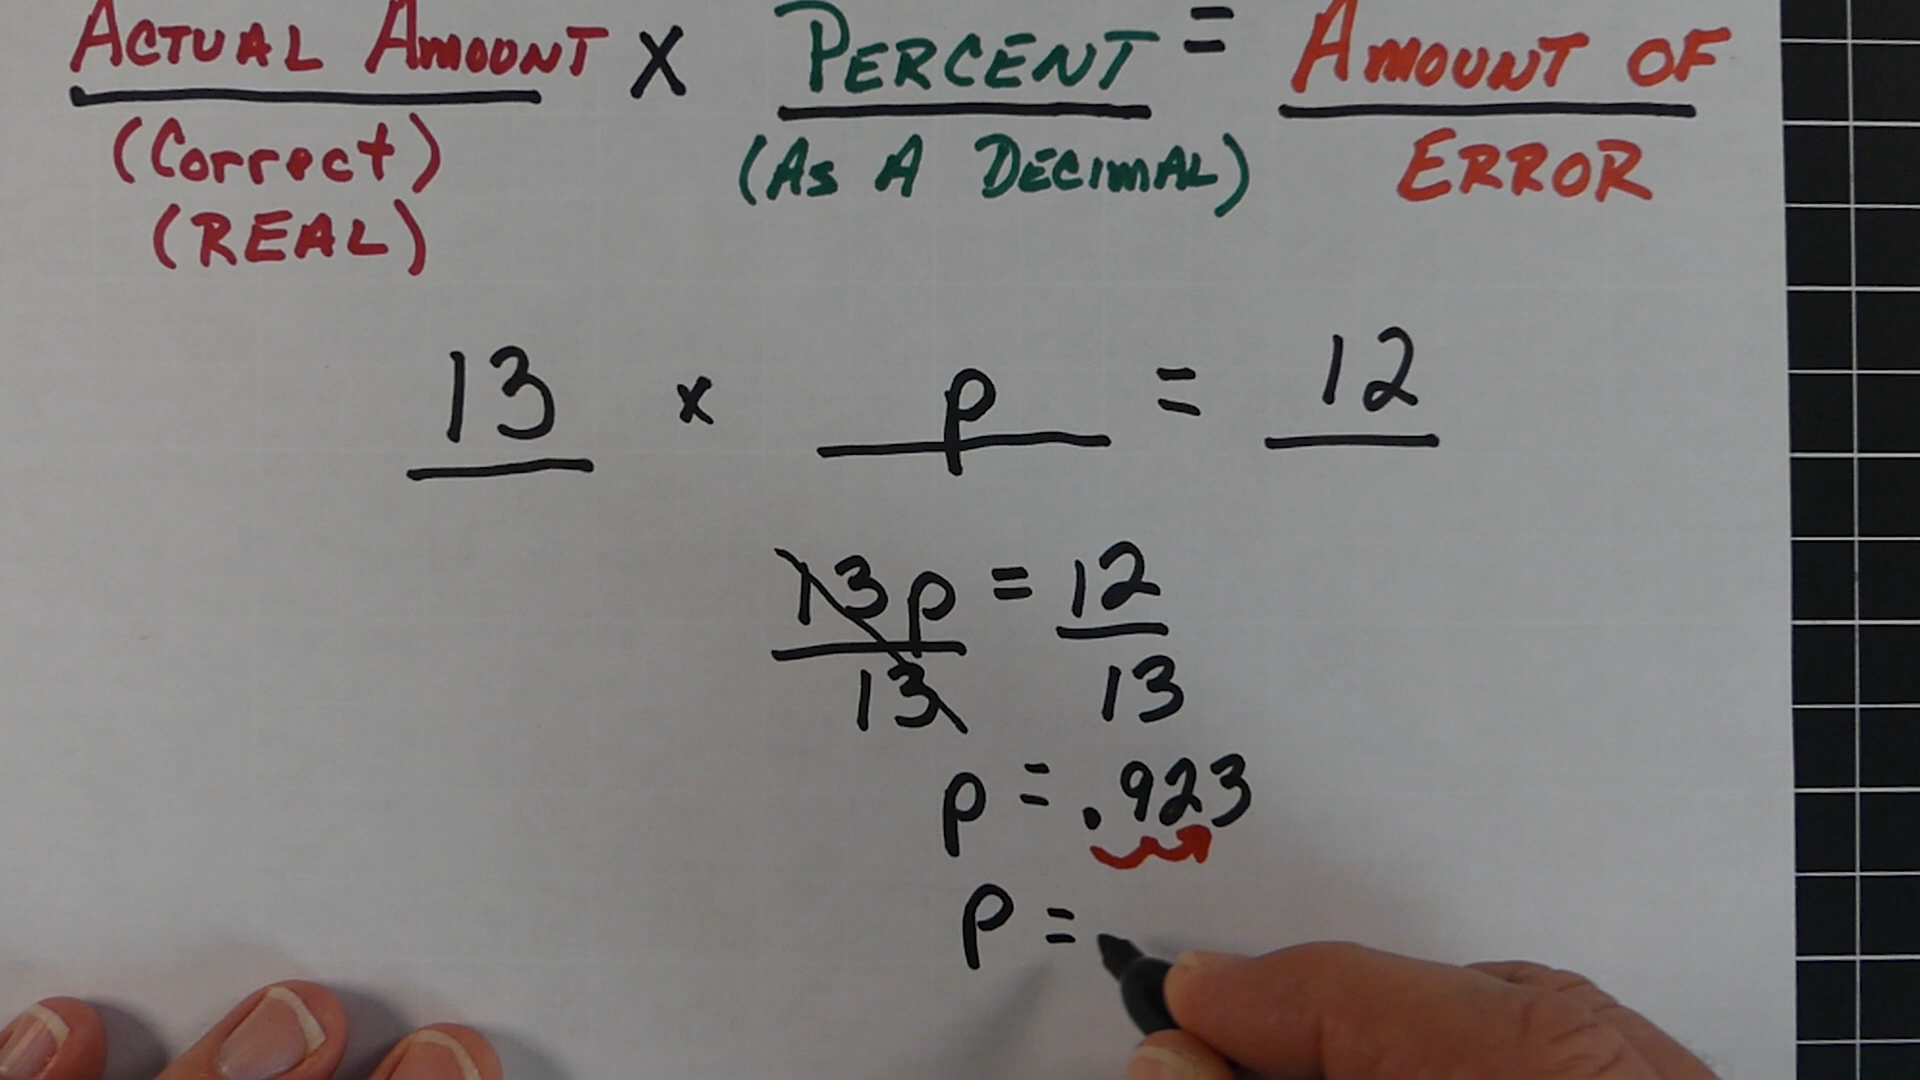 ACTUAL AMOUNT X PERCENT = AMOUNT OF
(Correct) (AS A DECIMAL) ERROR
(REAL)
13 x p = 12
13p = 12
13 13
p = .923
p =